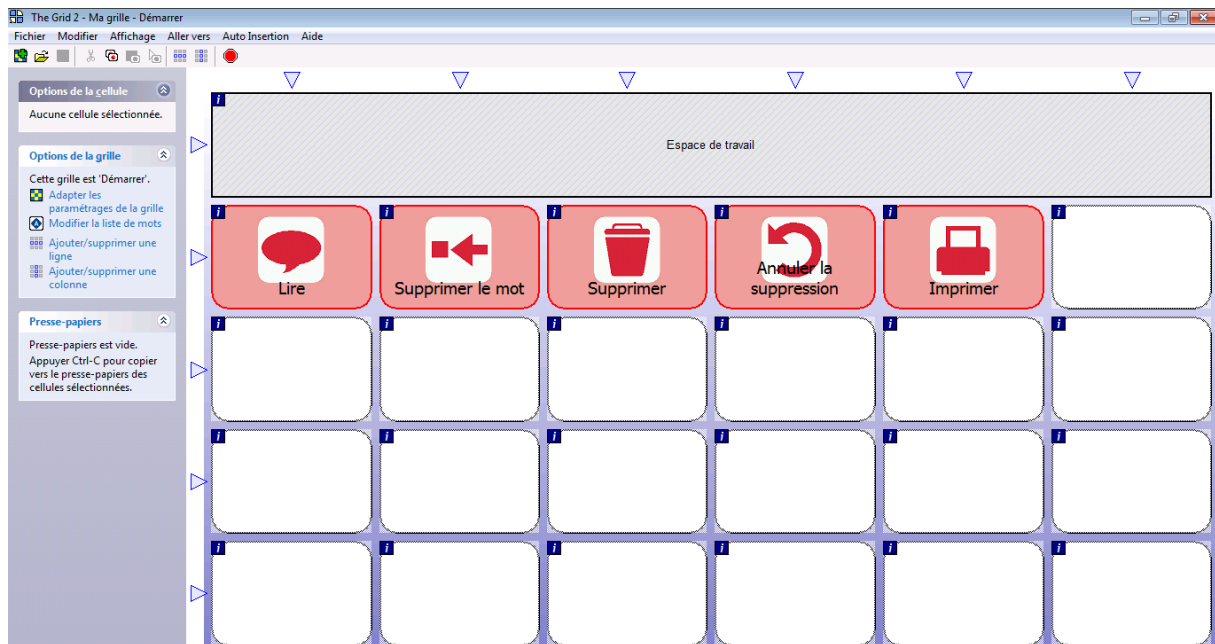 The Grid 2 - Ma grille - Démarrer
Fichier Modifier Affichage Aller vers Auto Insertion Aide
Options de la cellule
Aucune cellule sélectionnée.
Options de la grille
Cette grille est 'Démarrer'.
Adapter les
paramétrages de la grille
Modifier la liste de mots
Ajouter/supprimer une
ligne
Ajouter/supprimer une
colonne
Presse-papiers
Presse-papiers est vide.
Appuyer Ctrl-C pour copier
vers le presse-papiers des
cellules sélectionnées.
i
Espace de travail
i i i i i i
Lire
Supprimer le mot
Supprimer
Annuler la
suppression
Imprimer
i i i i i i
i i i i i i
i i i i i i